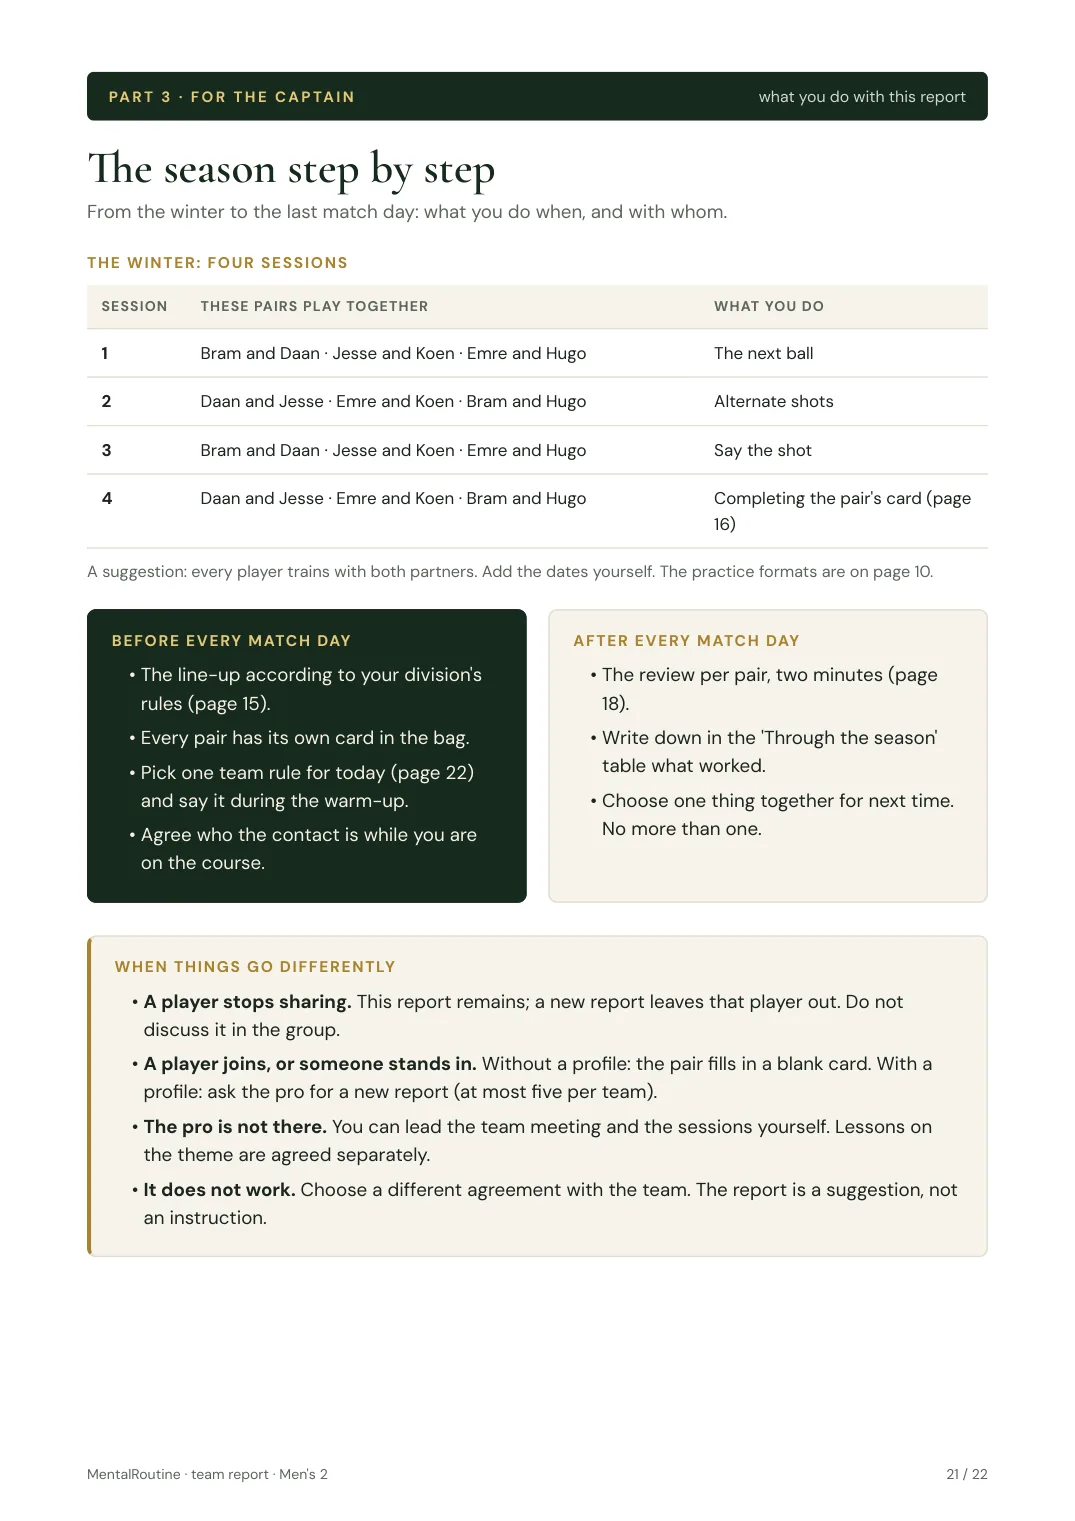 PART 3 · FOR THE CAPTAIN
what you do with this report
The season step by step
From the winter to the last match day: what you do when, and with whom.
THE WINTER: FOUR SESSIONS
SESSION THESE PAIRS PLAY TOGETHER WHAT YOU DO
1 Bram and Daan · Jesse and Koen · Emre and Hugo The next ball
2 Daan and Jesse · Emre and Koen · Bram and Hugo Alternate shots
3 Bram and Daan · Jesse and Koen · Emre and Hugo Say the shot
4 Daan and Jesse · Emre and Koen · Bram and Hugo Completing the pair's card (page
16)
A suggestion: every player trains with both partners. Add the dates yourself. The practice formats are on page 10.
BEFORE EVERY MATCH DAY
• The line-up according to your division's
rules (page 15).
• Every pair has its own card in the bag.
• Pick one team rule for today (page 22)
and say it during the warm-up.
• Agree who the contact is while you are
on the course.
AFTER EVERY MATCH DAY
• The review per pair, two minutes (page
18).
• Write down in the 'Through the season'
table what worked.
• Choose one thing together for next time.
No more than one.
WHEN THINGS GO DIFFERENTLY
• A player stops sharing. This report remains; a new report leaves that player out. Do not
discuss it in the group.
• A player joins, or someone stands in. Without a profile: the pair fills in a blank card. With a
profile: ask the pro for a new report (at most five per team).
• The pro is not there. You can lead the team meeting and the sessions yourself. Lessons on
the theme are agreed separately.
• It does not work. Choose a different agreement with the team. The report is a suggestion, not
an instruction.
MentalRoutine · team report · Men's 2
21 / 22